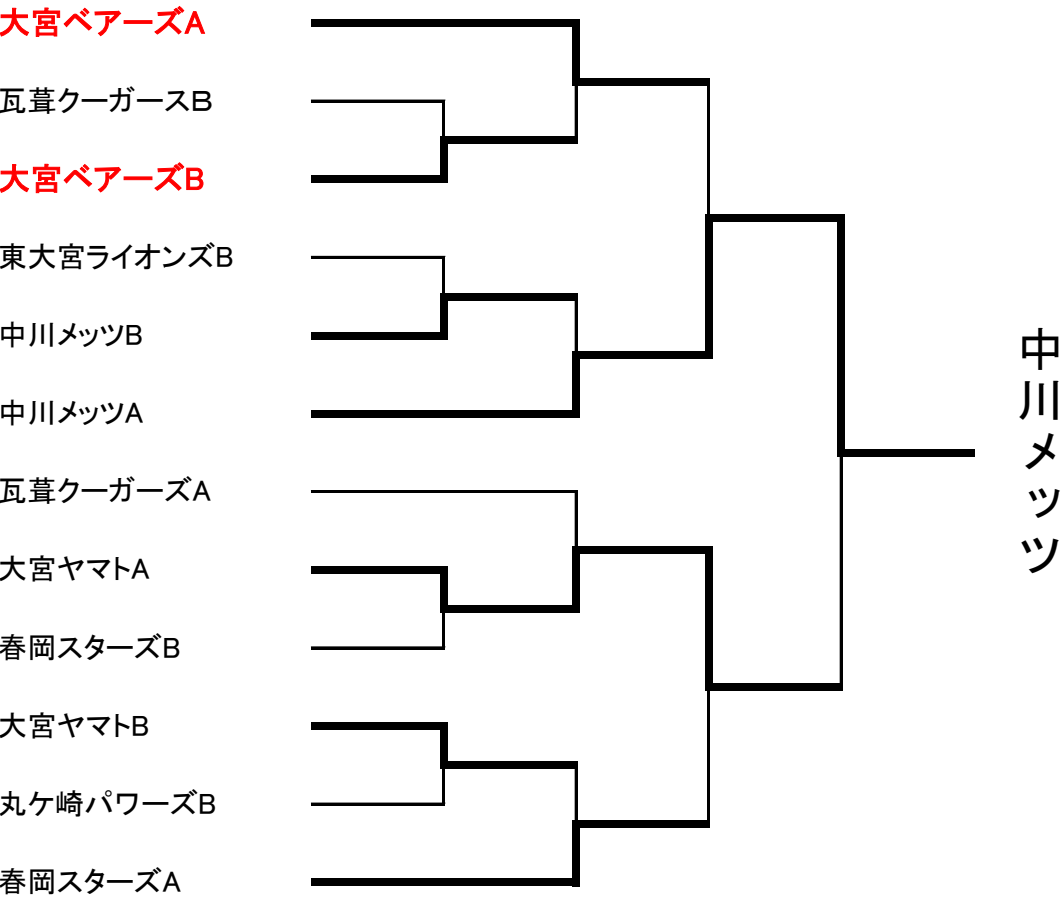 大宮ベアーズA
瓦葺クーガースB
大宮ベアーズB
東大宮ライオンズB
中川メッツB
中川メッツA
瓦葺クーガーズA
大宮ヤマトA
春岡スターズB
大宮ヤマトB
丸ケ崎パワーズB
春岡スターズA
中川メッツ